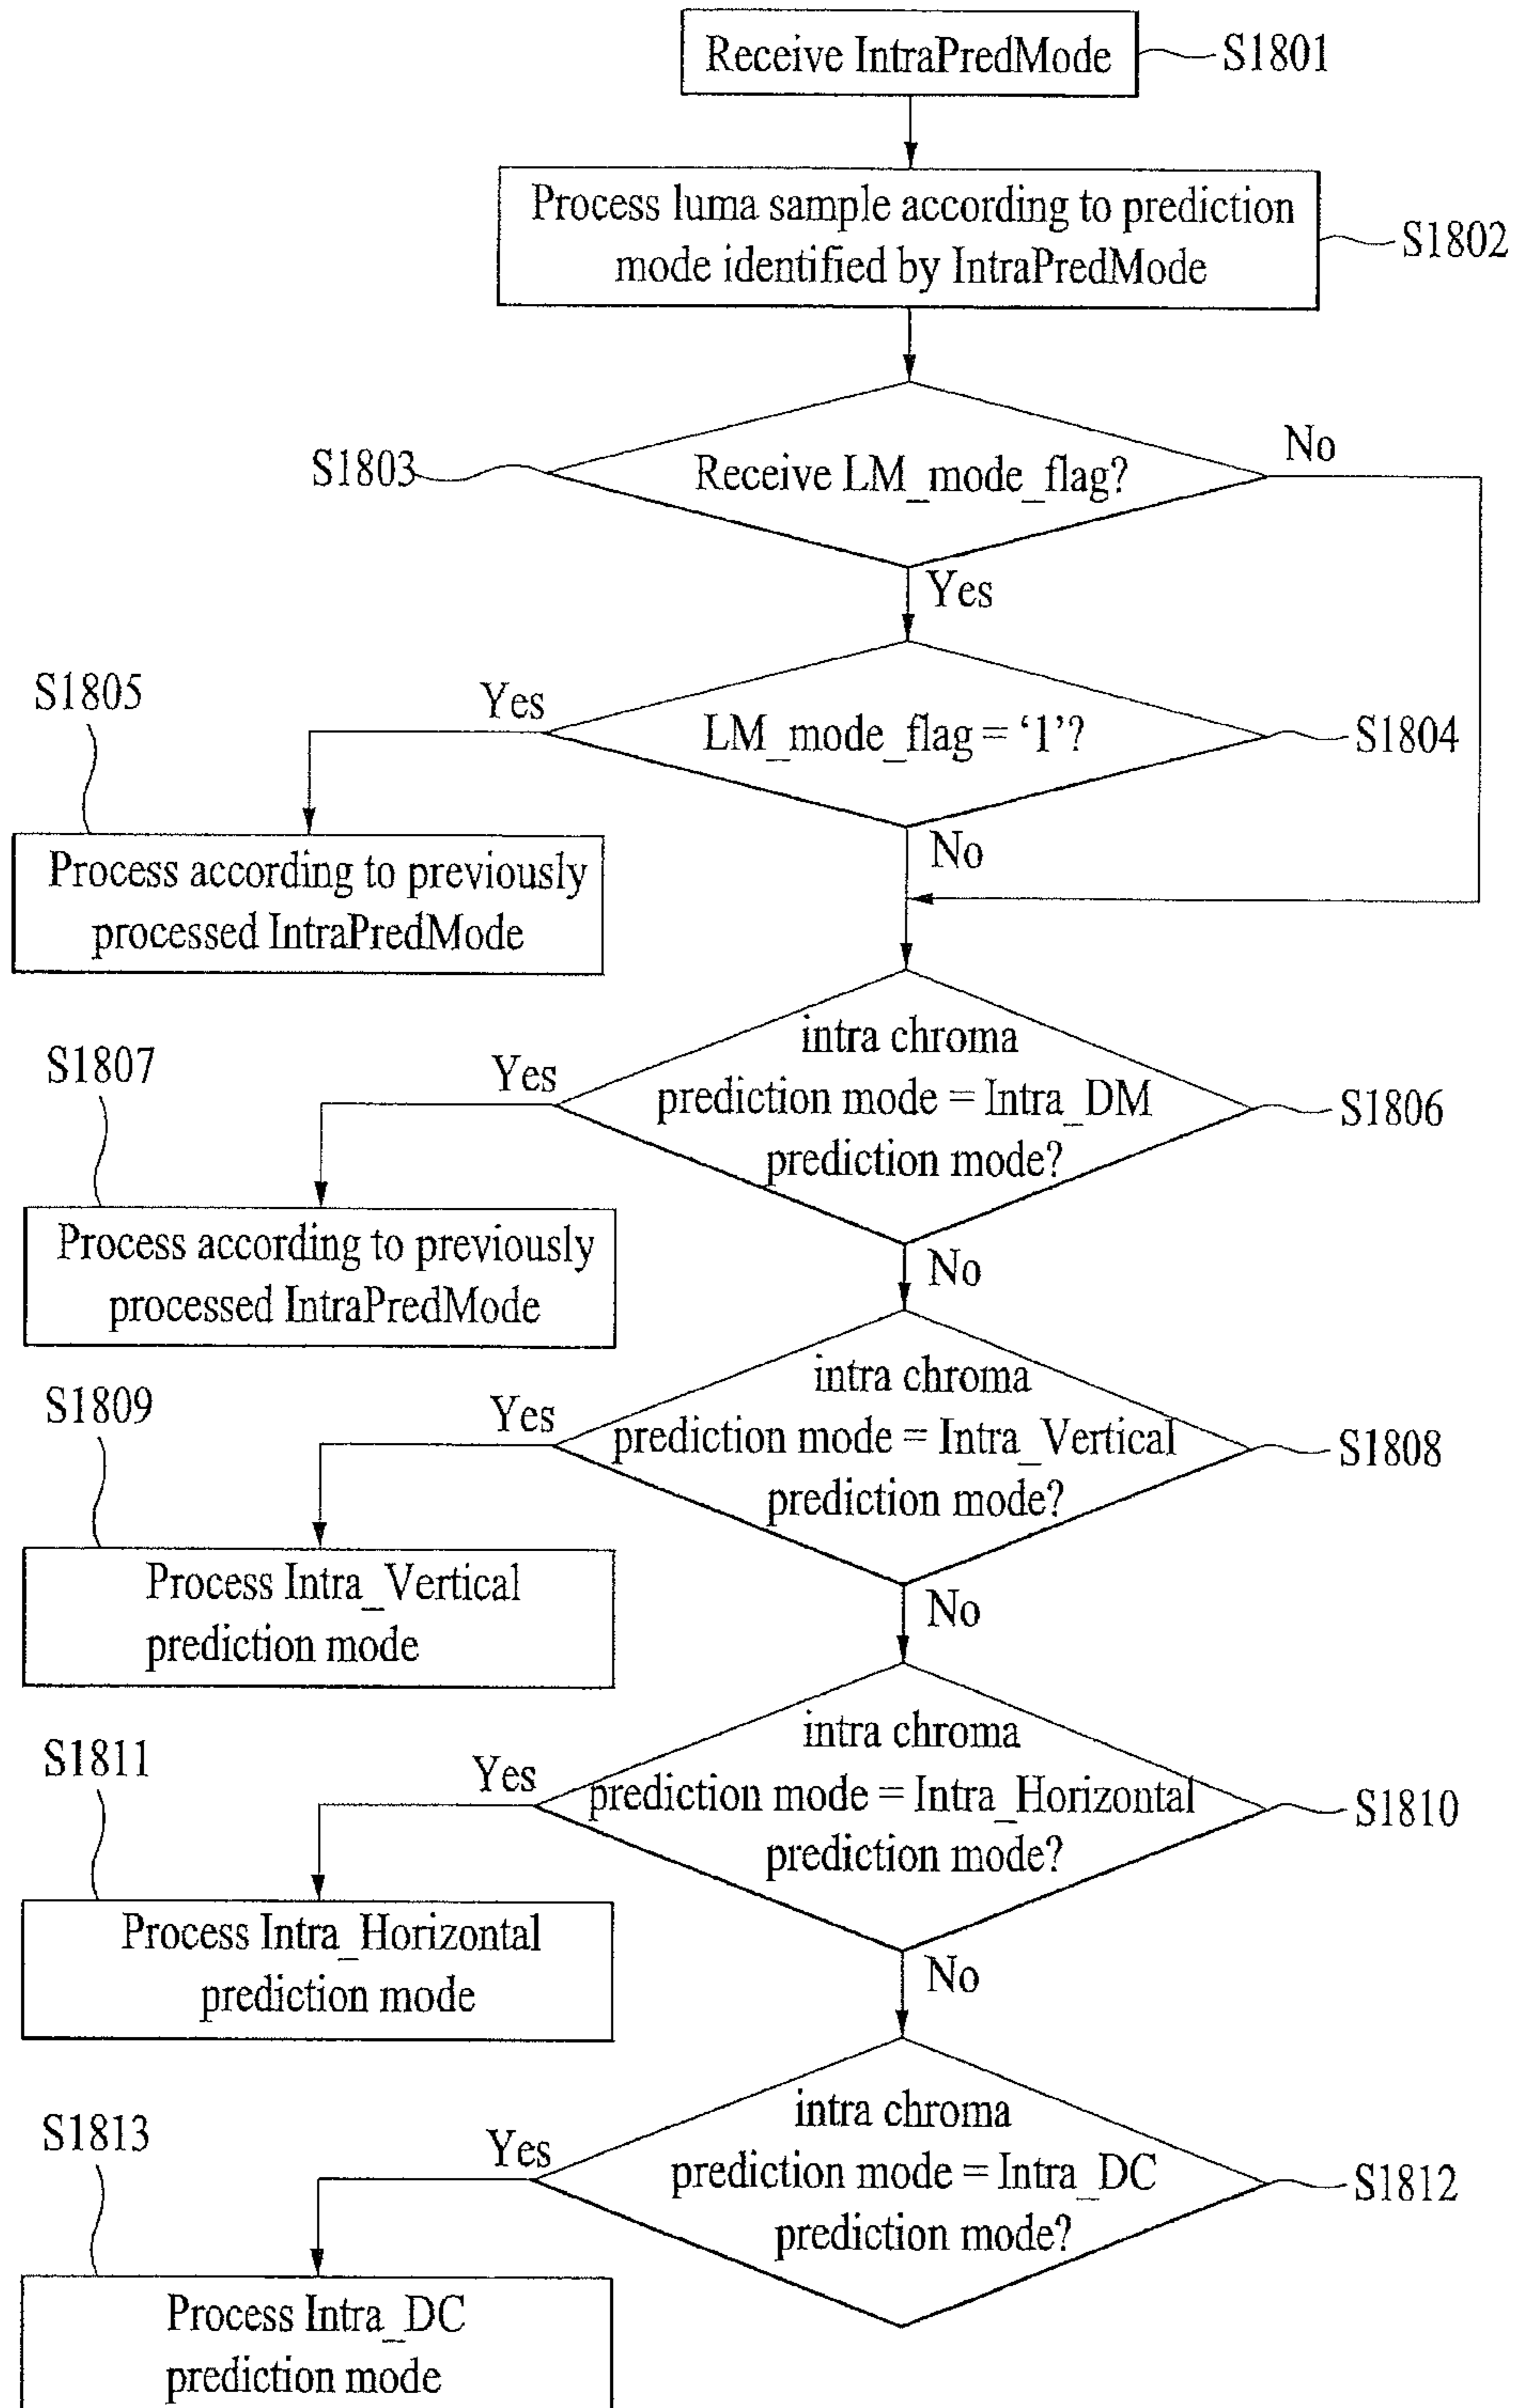 Receive IntraPredMode
S1801
Process luma sample according to prediction
mode identified by IntraPredMode
S1802
S1803
Receive LM_mode_flag?
No
Yes
S1805
Yes
LM_mode_flag = ‘1’?
S1804
Process according to previously
processed IntraPredMode
No
S1807
Yes
intra chroma
prediction mode = Intra_DM
prediction mode?
S1806
Process according to previously
processed IntraPredMode
No
S1809
Yes
intra chroma
prediction mode = Intra_Vertical
prediction mode?
S1808
Process Intra_Vertical
prediction mode
No
S1811
Yes
intra chroma
prediction mode = Intra_Horizontal
prediction mode?
S1810
Process Intra_Horizontal
prediction mode
No
S1813
Yes
intra chroma
prediction mode = Intra_DC
prediction mode?
S1812
Process Intra_DC
prediction mode